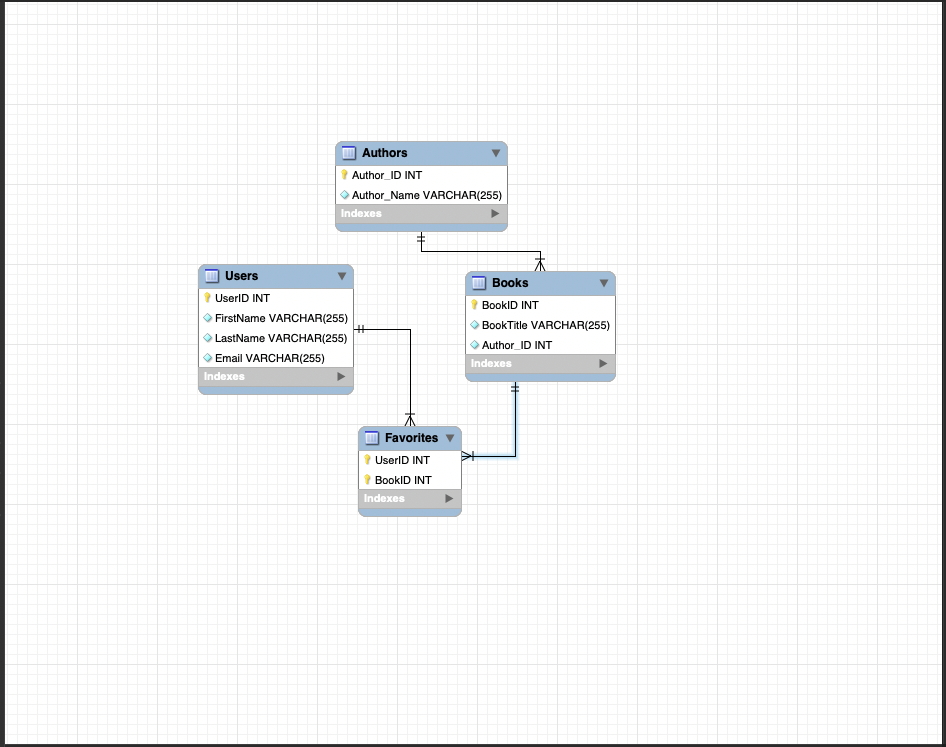 Authors
Author_ID INT
Author_Name VARCHAR(255)
Indexes
Users
UserID INT
FirstName VARCHAR(255)
LastName VARCHAR(255)
Email VARCHAR(255)
Indexes
Books
BookID INT
BookTitle VARCHAR(255)
Author_ID INT
Indexes
Favorites
UserID INT
BookID INT
Indexes